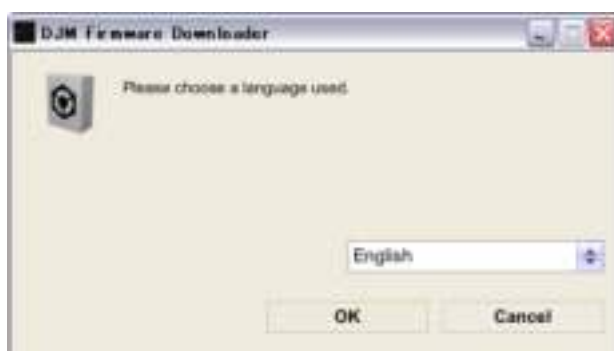 DJM Firmware Downloader
Please choose a language used.
English
OK
Cancel